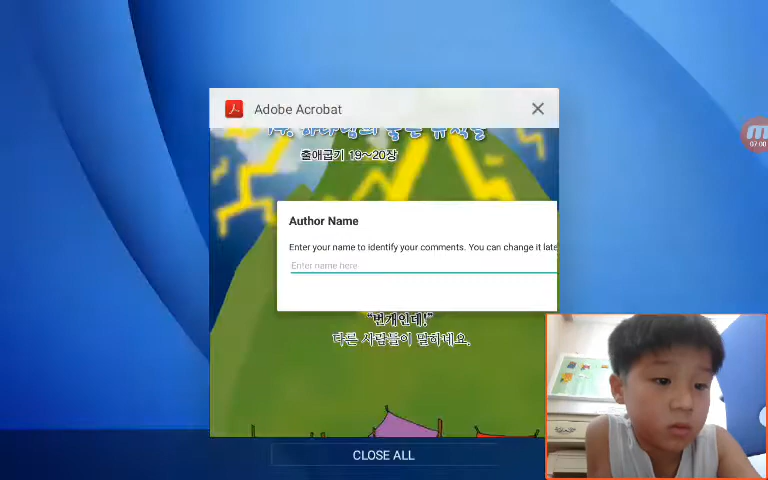 Adobe Acrobat
출애굽기 19~20장
Author Name
Enter your name to identify your comments. You can change it late
Enter name here
“번개인데!”
다른 사람들이 말하네요.
CLOSE ALL
07:00